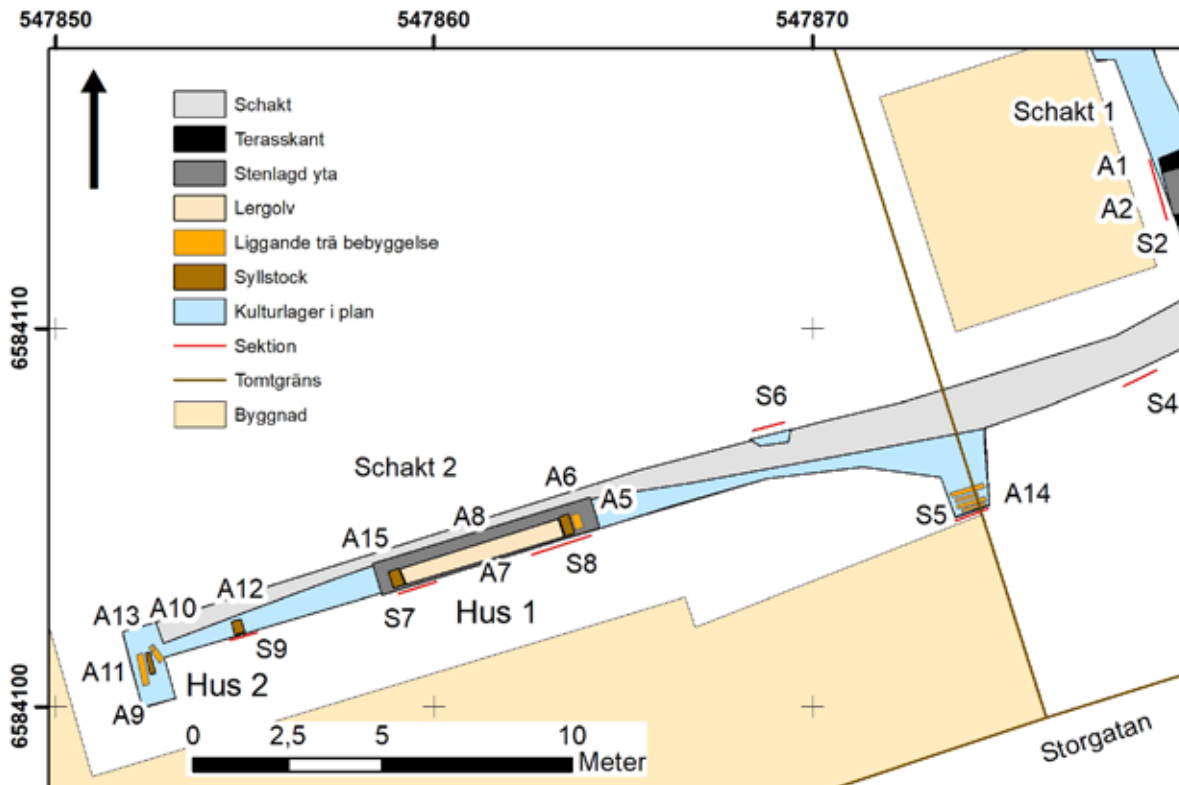 547850
547860
547870
6584110
6584100
Schakt
Terasskant
Stenlagd yta
Lergolv
Liggande trä bebyggelse
Syllstock
Kulturlager i plan
Sektion
Tomtgräns
Byggnad
Schakt 1
A1
A2
S2
S6
S4
Schakt 2
A6
A5
A14
S5
A8
A15
S8
A7
A12
S7
Hus 1
A13
A10
S9
A11
Hus 2
A9
0
2,5
5
10
Meter
Storgatan